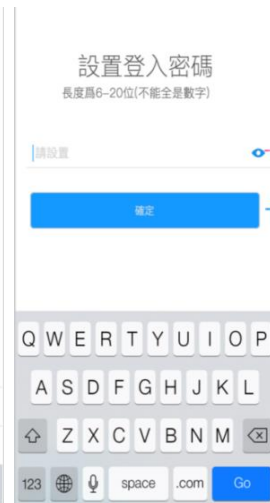 設置登入密碼
長度爲6-20位(不能全是數字)
請設置
確定
Q W E R T Y U I O P
A S D F G H J K L
Z X C V B N M
123 space .com Go